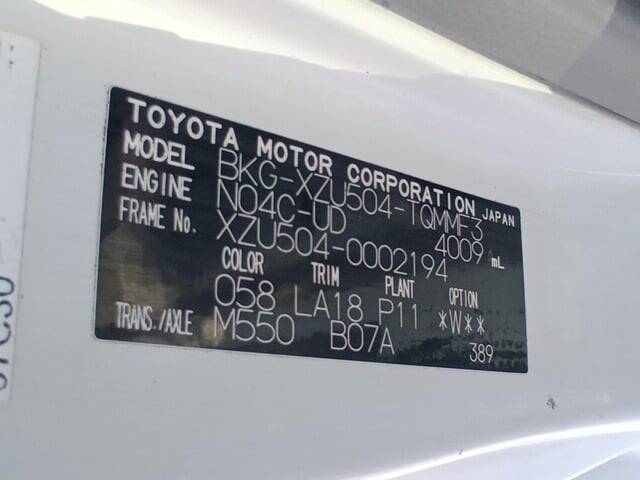 TOYOTA MOTOR CORPORATION JAPAN
MODEL BKG-XZU504-TQMMF3
ENGINE N04C-UD 4009 mL
FRAME No. XZU504-0002194
COLOR TRIM PLANT OPTION
058 LA18 P11 *W**
TRANS./AXLE M550 B07A 389